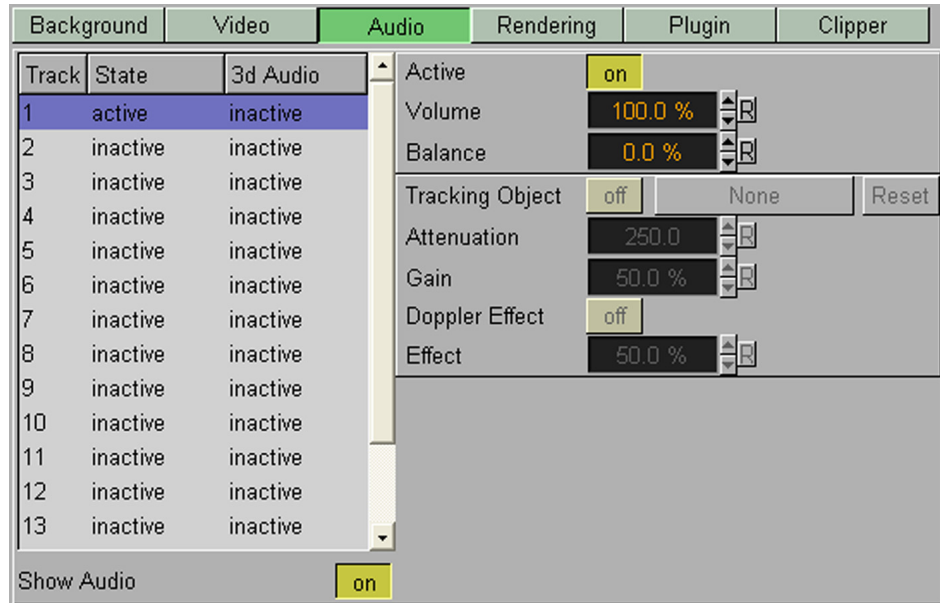 Background Video Audio Rendering Plugin Clipper
Track State 3d Audio
1 active inactive
2 inactive inactive
3 inactive inactive
4 inactive inactive
5 inactive inactive
6 inactive inactive
7 inactive inactive
8 inactive inactive
9 inactive inactive
10 inactive inactive
11 inactive inactive
12 inactive inactive
13 inactive inactive
Show Audio on
Active on
Volume 100.0 % R
Balance 0.0 % R
Tracking Object off None Reset
Attenuation 250.0 R
Gain 50.0 % R
Doppler Effect off
Effect 50.0 % R